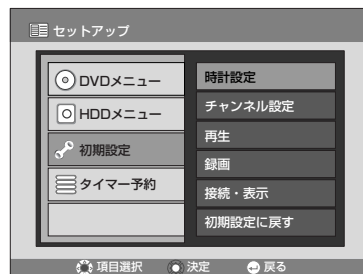 セットアップ
DVDメニュー
HDDメニュー
初期設定
タイマー予約
時計設定
チャンネル設定
再生
録画
接続・表示
初期設定に戻す
項目選択 決定 戻る